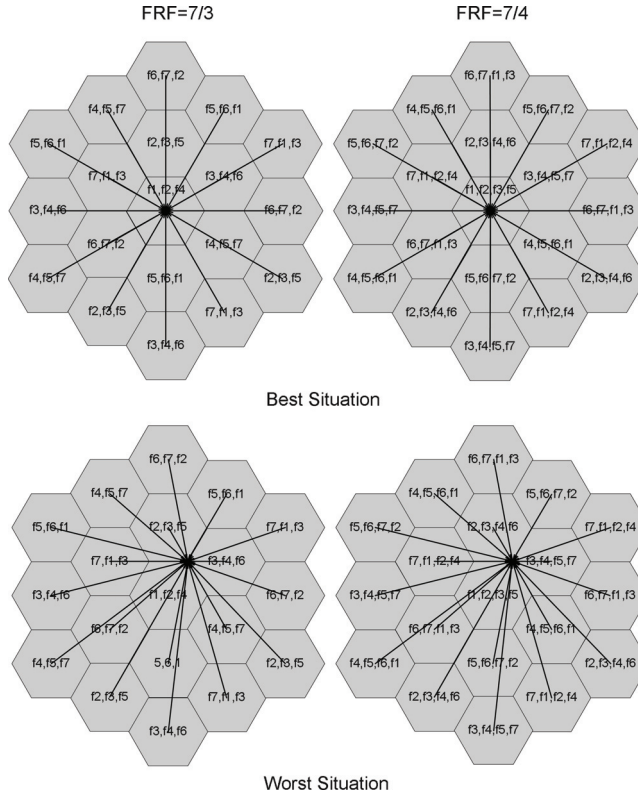 FRF=7/3 FRF=7/4
f6,f7,f2 f6,f7,f1,f3
f4,f5,f7 f5,f6,f1 f4,f5,f6,f1 f5,f6,f7,f2
f5,f6,f1 f2,f3,f5 f7,f1,f3 f5,f6,f7,f2 f2,f3,f4,f6 f7,f1,f2,f4
f7,f1,f3 f3,f4,f6 f7,f1,f2,f4 f3,f4,f5,f7
f1,f2,f4 f1,f2,f3,f5
f3,f4,f6 f6,f7,f2 f3,f4,f5,f7 f6,f7,f1,f3
f6,f7,f2 f4,f5,f7 f6,f7,f1,f3 f4,f5,f6,f1
f4,f5,f7 f5,f6,f1 f2,f3,f5 f4,f5,f6,f1 f5,f6,f7,f2 f2,f3,f4,f6
f2,f3,f5 f7,f1,f3 f2,f3,f4,f6 f7,f1,f2,f4
f3,f4,f6 f3,f4,f5,f7
Best Situation
f6,f7,f2 f6,f7,f1,f3
f4,f5,f7 f5,f6,f1 f4,f5,f6,f1 f5,f6,f7,f2
f5,f6,f1 f2,f3,f5 f7,f1,f3 f5,f6,f7,f2 f2,f3,f4,f6 f7,f1,f2,f4
f7,f1,f3 f3,f4,f6 f7,f1,f2,f4 f3,f4,f5,f7
f3,f4,f6 f1,f2,f4 f6,f7,f2 f3,f4,f5,f7 f1,f2,f3,f5 f6,f7,f1,f3
f6,f7,f2 f4,f5,f7 f6,f7,f1,f3 f4,f5,f6,f1
f4,f5,f7 5,6,1 f2,f3,f5 f4,f5,f6,f1 f5,f6,f7,f2 f2,f3,f4,f6
f2,f3,f5 f7,f1,f3 f2,f3,f4,f6 f7,f1,f2,f4
f3,f4,f6 f3,f4,f5,f7
Worst Situation